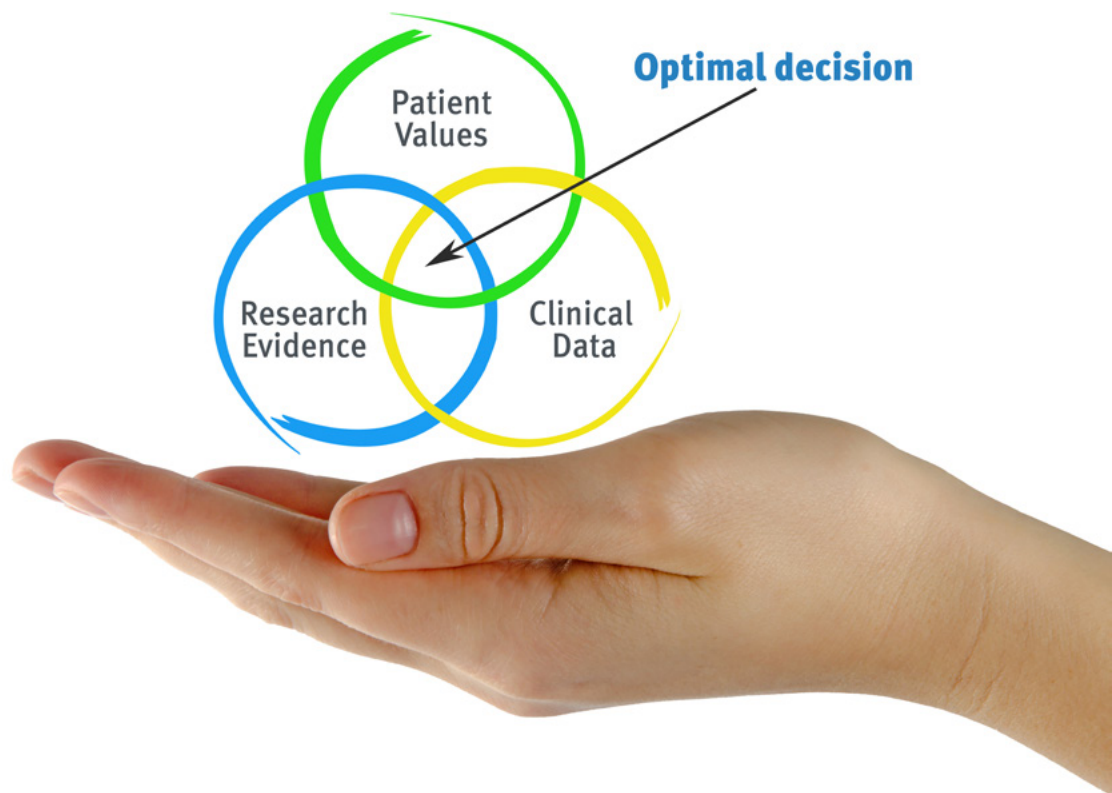 Optimal decision
Patient
Values
Research
Evidence
Clinical
Data